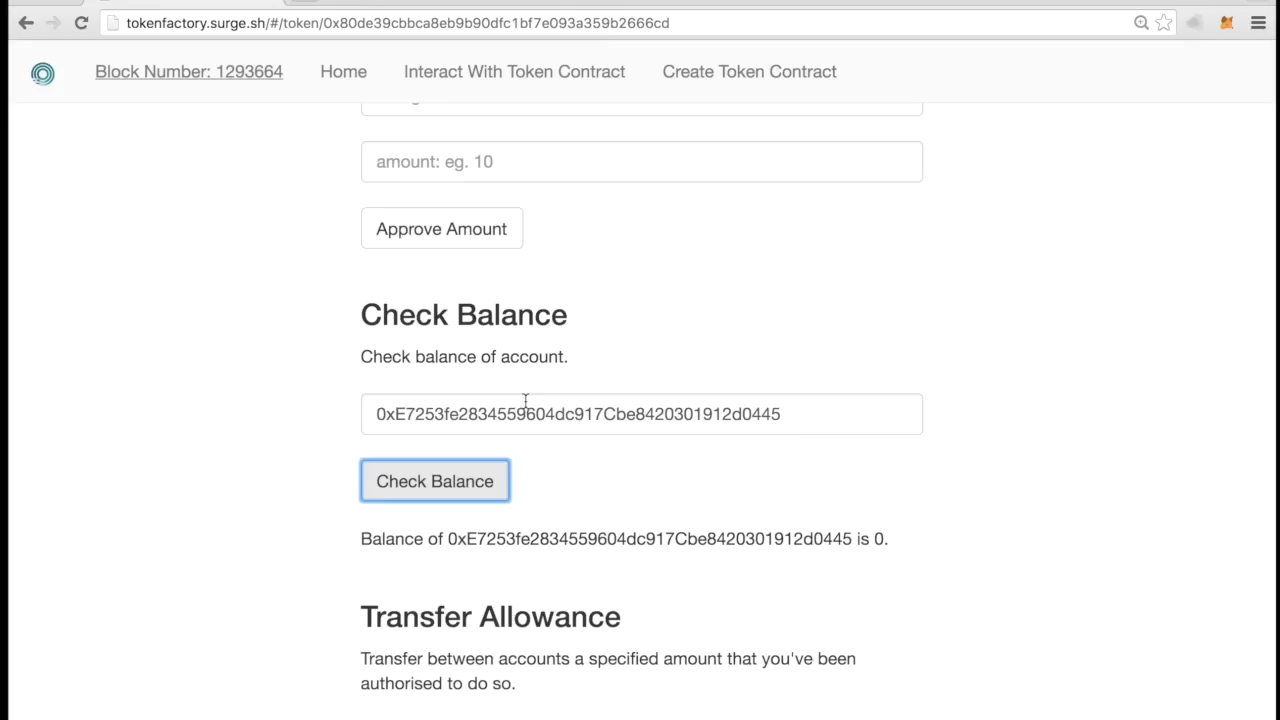 tokenfactory.surge.sh/#/token/0x80de39cbbca8eb9b90dfc1bf7e093a359b2666cd
Block Number: 1293664 Home Interact With Token Contract Create Token Contract
amount: eg. 10
Approve Amount
Check Balance
Check balance of account.
0xE7253fe2834559604dc917Cbe8420301912d0445
Check Balance
Balance of 0xE7253fe2834559604dc917Cbe8420301912d0445 is 0.
Transfer Allowance
Transfer between accounts a specified amount that you've been
authorised to do so.